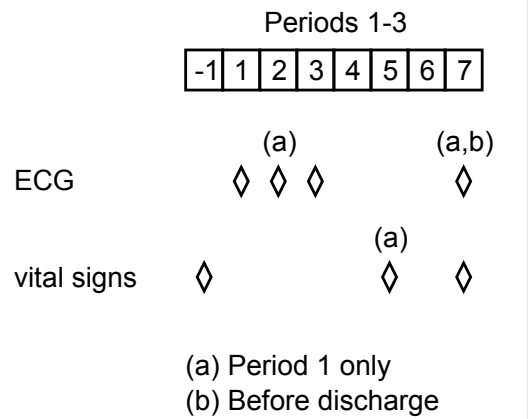 Periods 1-3
-1 1 2 3 4 5 6 7
(a) (a,b)
ECG
(a)
vital signs
(a) Period 1 only
(b) Before discharge